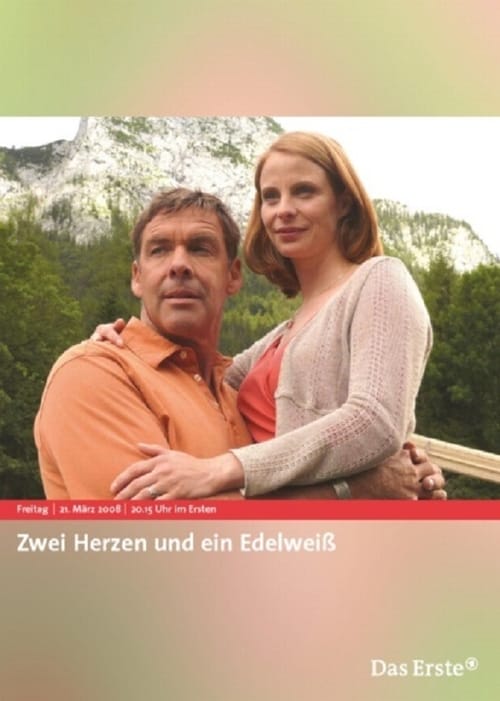 Freitag | 21. März 2008 | 20.15 Uhr im Ersten
Zwei Herzen und ein Edelweiß
Das Erste